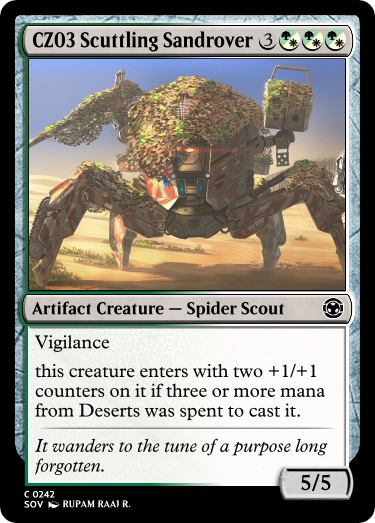 CZ03 Scuttling Sandrover 3
Artifact Creature — Spider Scout
Vigilance
this creature enters with two +1/+1
counters on it if three or more mana
from Deserts was spent to cast it.
It wanders to the tune of a purpose long
forgotten.
5/5
C 0242
SOV RUPAM RAAJ R.